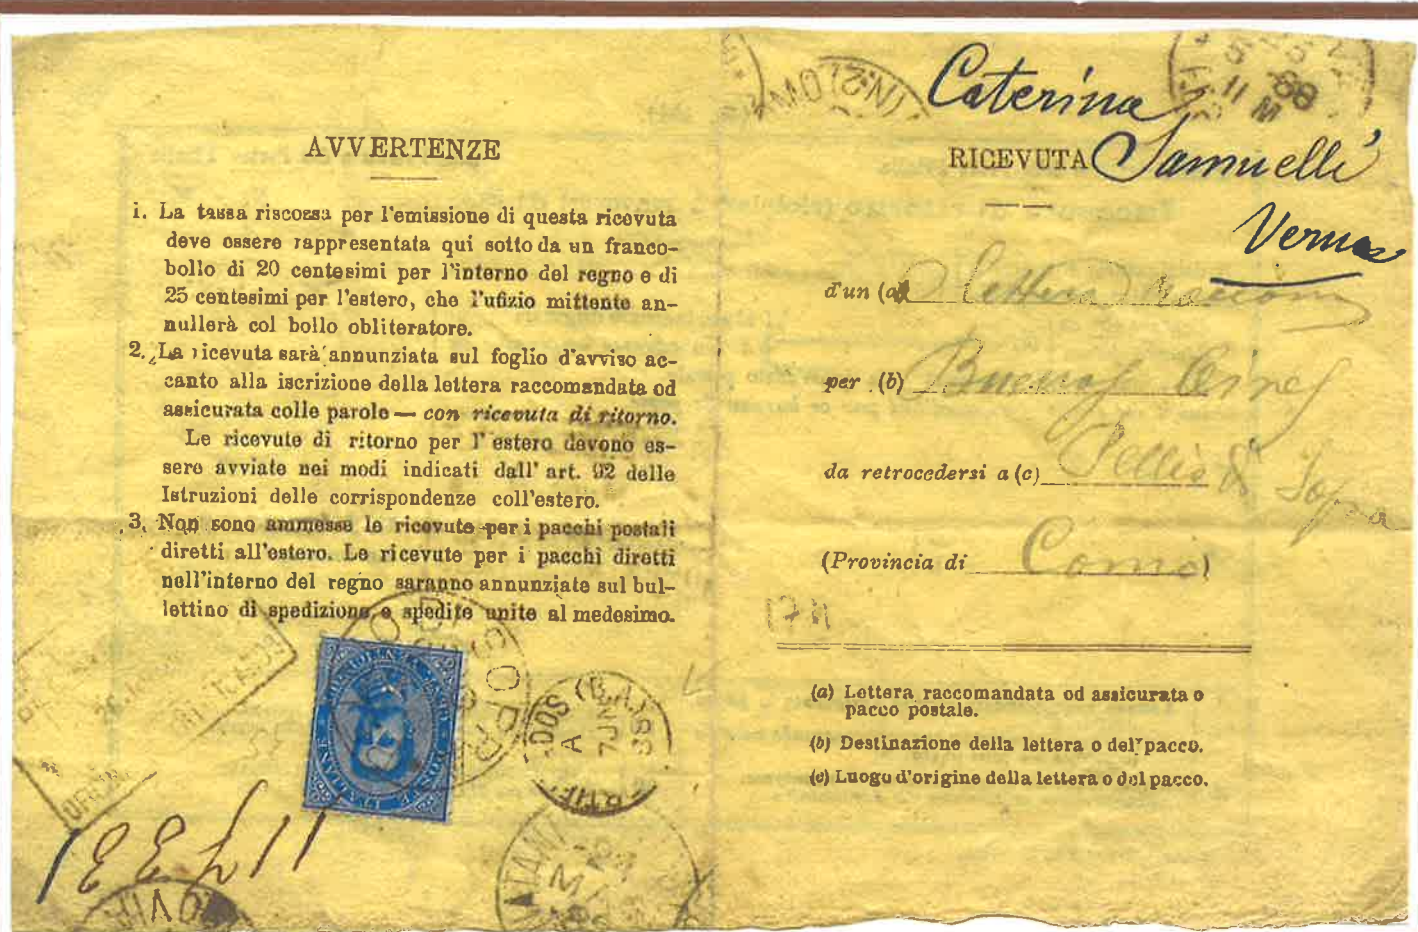 AVVERTENZE
1. La tassa riscossa per l'emissione di questa ricevuta
deve essere rappresentata qui sotto da un franco-
bollo di 20 centesimi per l'interno del regno e di
25 centesimi per l'estero, che l'ufizio mittente an-
nullerà col bollo obliteratore.
2. La ricevuta sarà annunziata sul foglio d'avviso ac-
canto alla iscrizione della lettera raccomandata od
assicurata colle parole — con ricevuta di ritorno.
Le ricevute di ritorno per l'estero devono es-
sere avviate nei modi indicati dall' art. 92 delle
Istruzioni delle corrispondenze coll'estero.
3. Non sono ammesse le ricevute per i pacchi postali
diretti all'estero. Le ricevute per i pacchi diretti
nell'interno del regno saranno annunziate sul bul-
lettino di spedizione e spedite unite al medesimo.
(N.2)
Caterina
RICEVUTA Samuelli
d'un (a) Lettera
per (b) Buenos Aires
da retrocedersi a (c)
(Provincia di Como)
(a) Lettera raccomandata od assicurata o
pacco postale.
(b) Destinazione della lettera o del pacco.
(c) Luogo d'origine della lettera o del pacco.
88
11 M
(B.A)
A
7 JUN
88